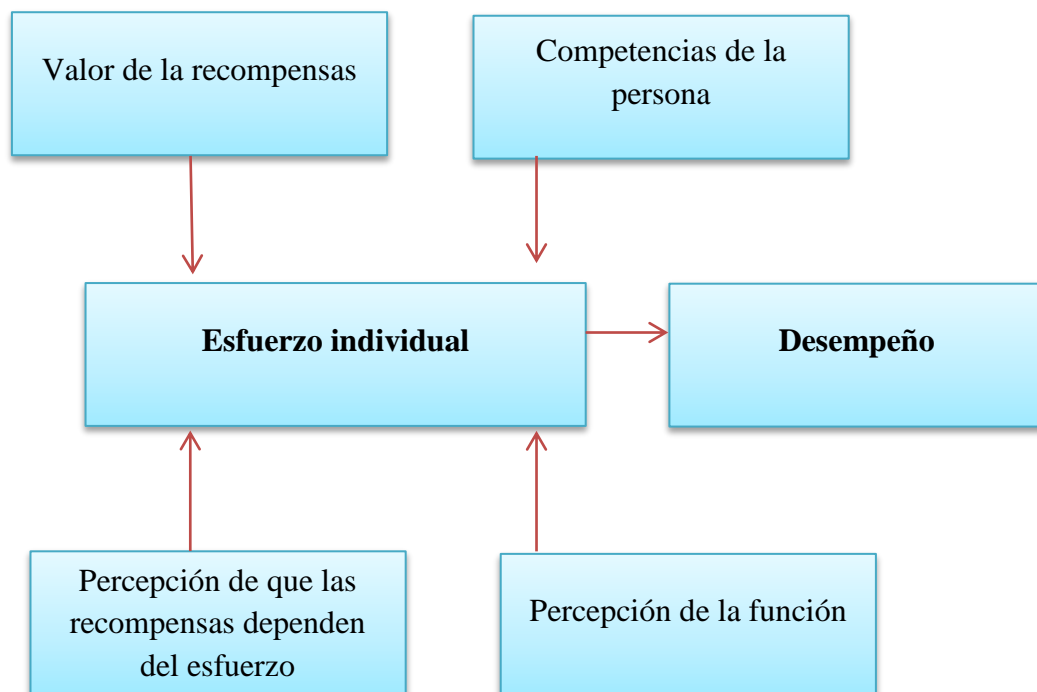 Valor de la recompensas
Competencias de la
persona
Esfuerzo individual
Desempeño
Percepción de que las
recompensas dependen
del esfuerzo
Percepción de la función